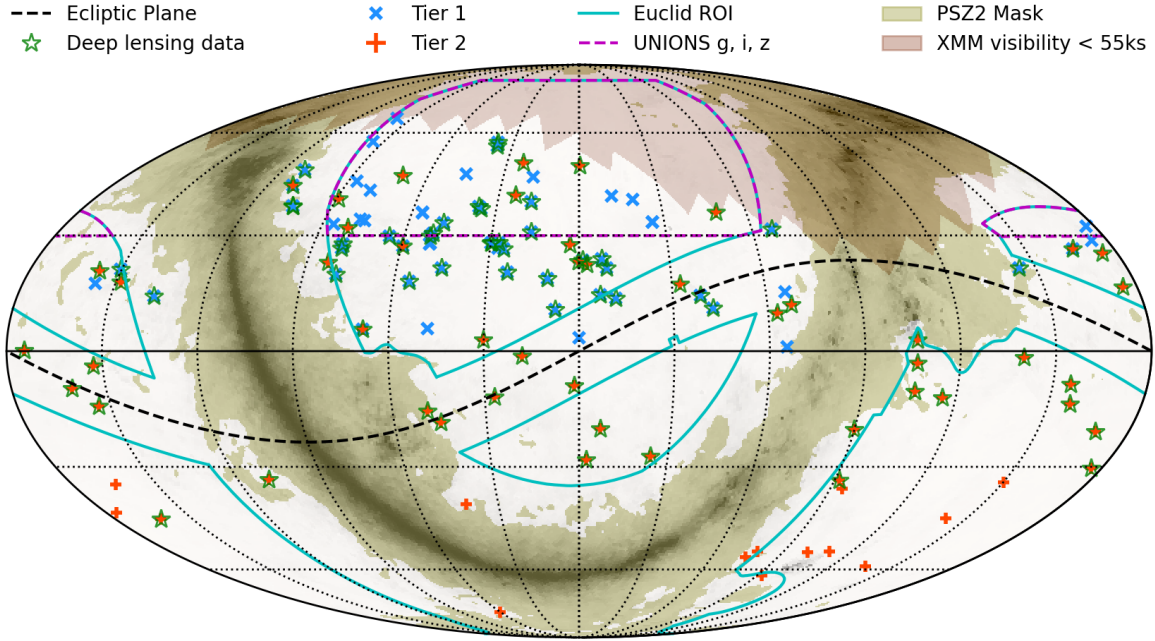 Ecliptic Plane Tier 1 Euclid ROI PSZ2 Mask
Deep lensing data Tier 2 UNIONS g, i, z XMM visibility < 55ks